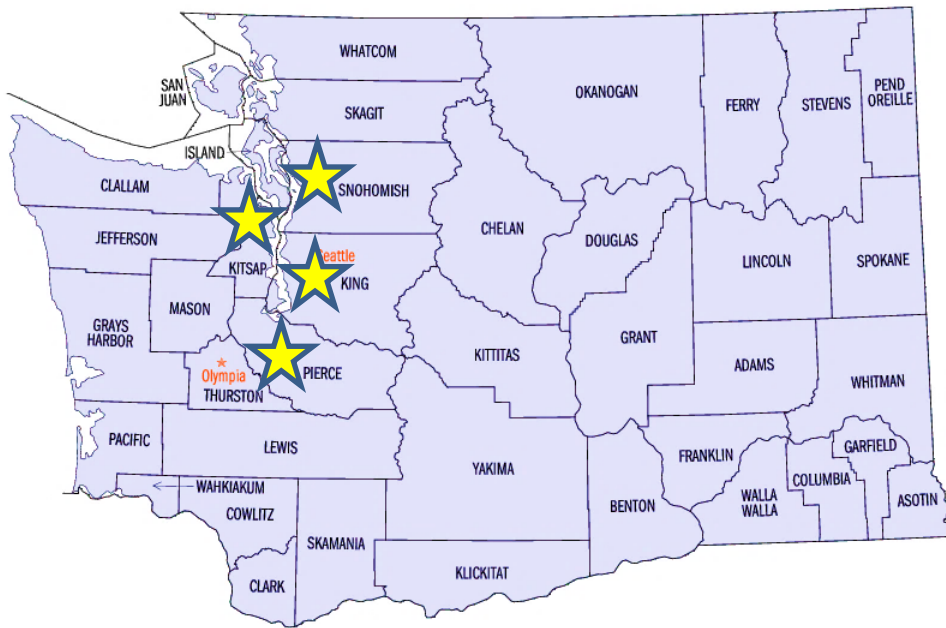 WHATCOM
SAN
JUAN
SKAGIT
ISLAND
OKANOGAN
FERRY
STEVENS
PEND
OREILLE
CLALLAM
SNOHOMISH
JEFFERSON
CHELAN
DOUGLAS
LINCOLN
SPOKANE
KITSAP
eattle
KING
MASON
GRAYS
HARBOR
GRANT
KITTITAS
ADAMS
PIERCE
WHITMAN
Olympia
THURSTON
PACIFIC
LEWIS
YAKIMA
FRANKLIN
GARFIELD
COLUMBIA
WAHKIAKUM
COWLITZ
BENTON
WALLA
WALLA
ASOTIN
SKAMANIA
KLICKITAT
CLARK